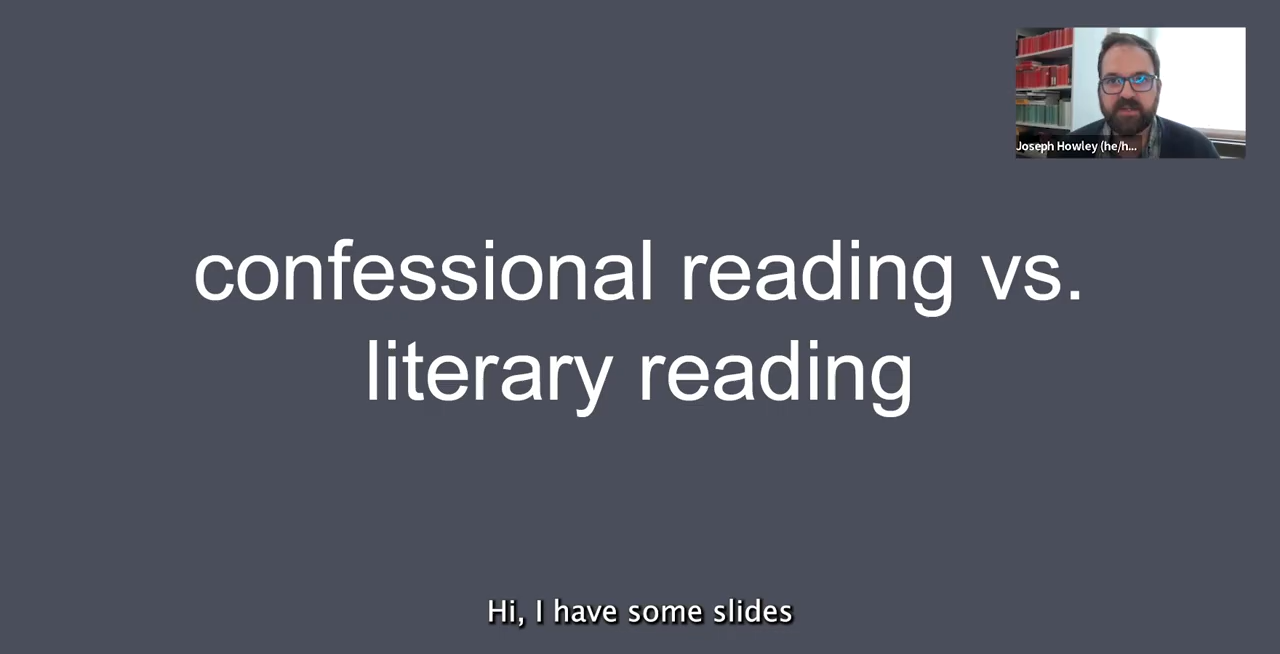 Joseph Howley (he/h...
confessional reading vs.
literary reading
Hi, I have some slides